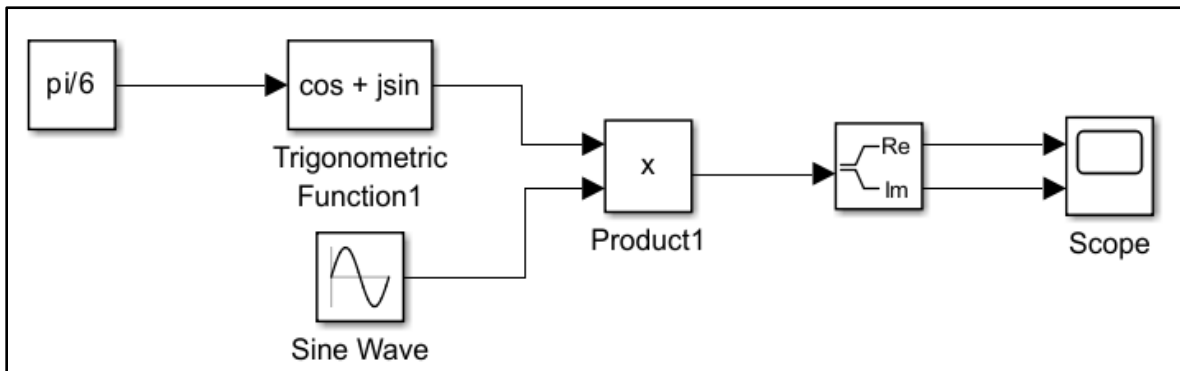 pi/6
cos + jsin
Trigonometric
Function1
x
Product1
Re
Im
Scope
Sine Wave